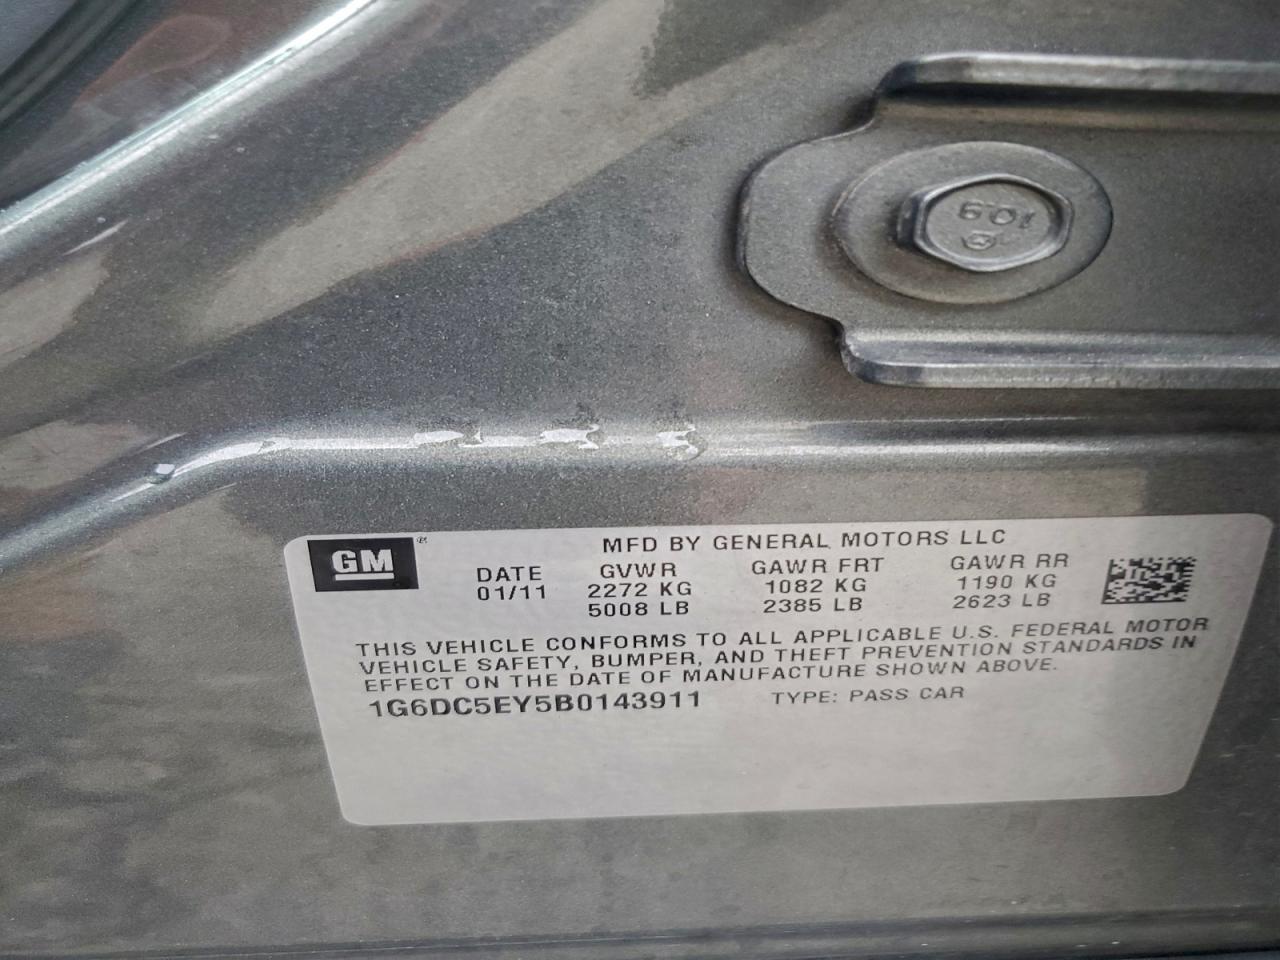 10.9
GM
MFD BY GENERAL MOTORS LLC
DATE GVWR GAWR FRT GAWR RR
01/11 2272 KG 1082 KG 1190 KG
5008 LB 2385 LB 2623 LB
THIS VEHICLE CONFORMS TO ALL APPLICABLE U.S. FEDERAL MOTOR
VEHICLE SAFETY, BUMPER, AND THEFT PREVENTION STANDARDS IN
EFFECT ON THE DATE OF MANUFACTURE SHOWN ABOVE.
1G6DC5EY5B0143911 TYPE: PASS CAR